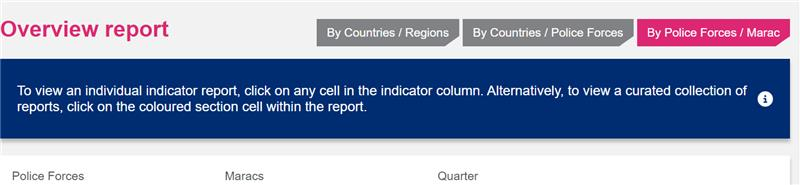 Overview report
By Countries / Regions
By Countries / Police Forces
By Police Forces / Marac
To view an individual indicator report, click on any cell in the indicator column. Alternatively, to view a curated collection of
reports, click on the coloured section cell within the report.
Police Forces
Maracs
Quarter